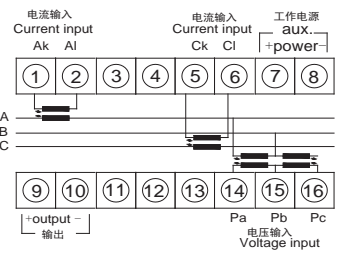 电流输入 电流输入 工作电源
Current input Current input aux.
Ak Al Ck Cl +power-
1 2 3 4 5 6 7 8
A
B
C
9 10 11 12 13 14 15 16
+output - Pa Pb Pc
输出 电压输入
Voltage input